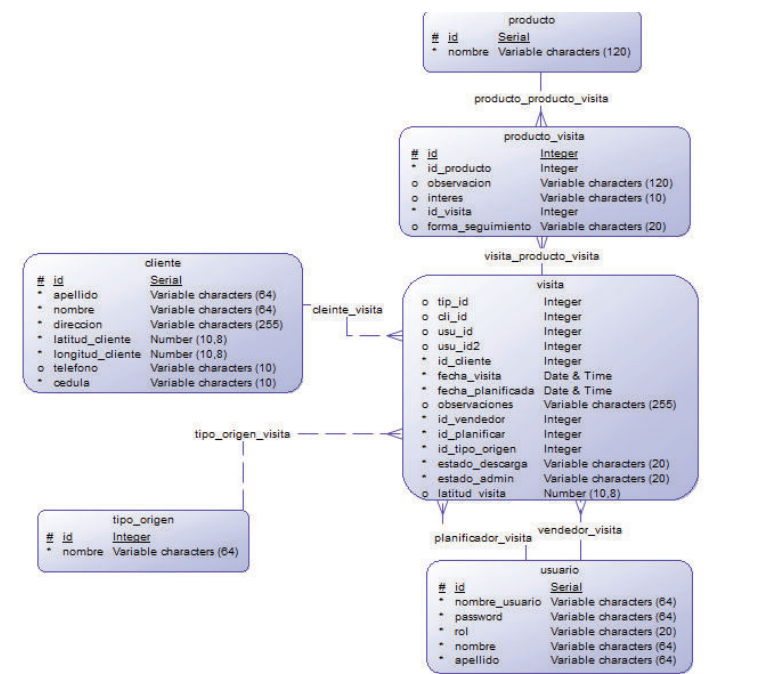 producto
# id Serial
* nombre Variable characters (120)
producto_producto_visita
producto_visita
# id Integer
* id_producto Integer
o observacion Variable characters (120)
o interes Variable characters (10)
* id_visita Integer
o forma_seguimiento Variable characters (20)
visita_producto_visita
cliente
# id Serial
* apellido Variable characters (64)
* nombre Variable characters (64)
* direccion Variable characters (255)
* latitud_cliente Number (10,8)
* longitud_cliente Number (10,8)
o telefono Variable characters (10)
* cedula Variable characters (10)
cleinte_visita
visita
o tip_id Integer
o cli_id Integer
o usu_id Integer
o usu_id2 Integer
* id_cliente Integer
* fecha_visita Date & Time
* fecha_planificada Date & Time
o observaciones Variable characters (255)
* id_vendedor Integer
* id_planificar Integer
* id_tipo_origen Integer
* estado_descarga Variable characters (20)
* estado_admin Variable characters (20)
o latitud_visita Number (10,8)
tipo_origen_visita
tipo_origen
# id Integer
* nombre Variable characters (64)
planificador_visita
vendedor_visita
usuario
# id Serial
* nombre_usuario Variable characters (64)
* password Variable characters (64)
* rol Variable characters (20)
* nombre Variable characters (64)
* apellido Variable characters (64)